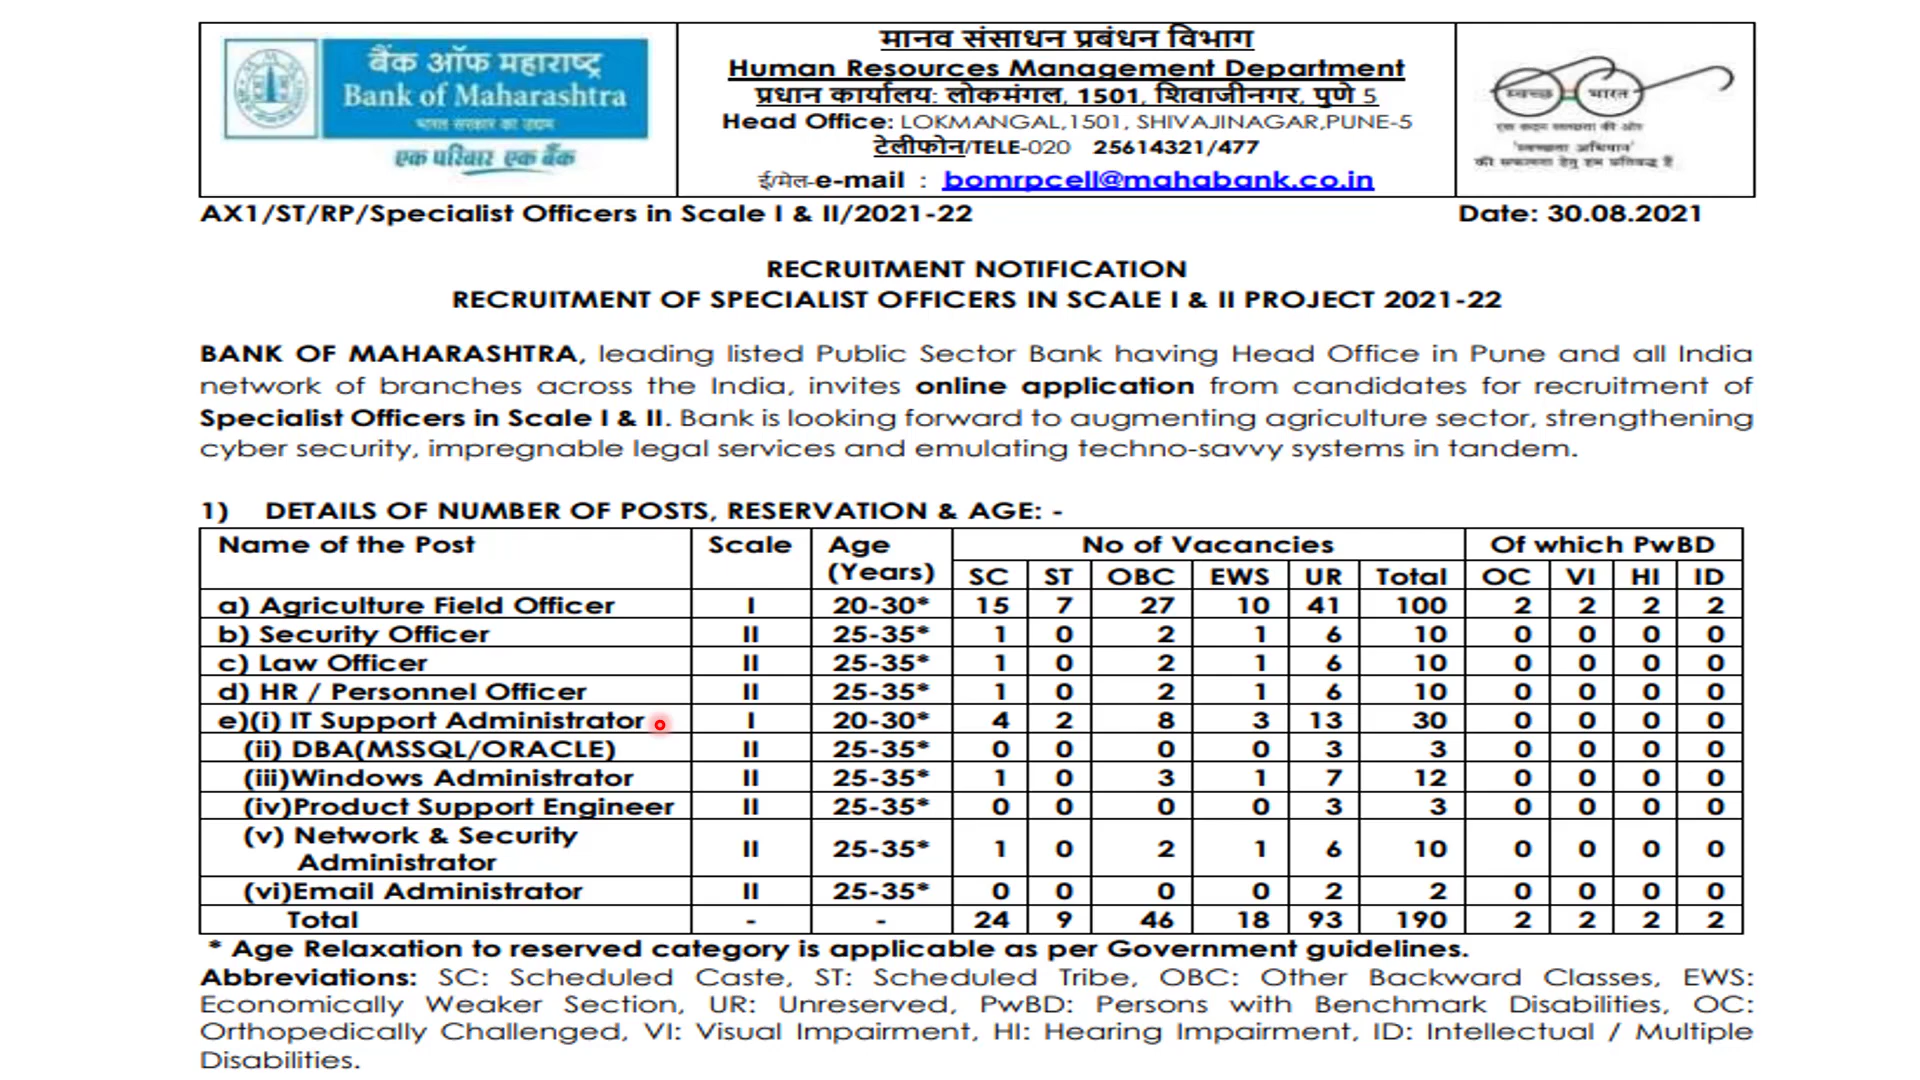 बैंक ऑफ महाराष्ट्र
Bank of Maharashtra
भारत सरकार का उद्यम
एक परिवार एक बैंक
मानव संसाधन प्रबंधन विभाग
Human Resources Management Department
प्रधान कार्यालय: लोकमंगल, 1501, शिवाजीनगर, पुणे 5
Head Office: LOKMANGAL,1501, SHIVAJINAGAR,PUNE-5
टेलीफोन/TELE-020 25614321/477
ई/मेल-e-mail : bomrpcell@mahabank.co.in
स्वच्छ भारत
एक कदम स्वच्छता की ओर
'स्वच्छता अभियान'
की सफलता हेतु हम प्रतिबद्ध हैं
AX1/ST/RP/Specialist Officers in Scale I & II/2021-22 Date: 30.08.2021
RECRUITMENT NOTIFICATION
RECRUITMENT OF SPECIALIST OFFICERS IN SCALE I & II PROJECT 2021-22
BANK OF MAHARASHTRA, leading listed Public Sector Bank having Head Office in Pune and all India
network of branches across the India, invites online application from candidates for recruitment of
Specialist Officers in Scale I & II. Bank is looking forward to augmenting agriculture sector, strengthening
cyber security, impregnable legal services and emulating techno-savvy systems in tandem.
1) DETAILS OF NUMBER OF POSTS, RESERVATION & AGE: -
Name of the Post Scale Age (Years) No of Vacancies Of which PwBD
SC ST OBC EWS UR Total OC VI HI ID
a) Agriculture Field Officer I 20-30* 15 7 27 10 41 100 2 2 2 2
b) Security Officer II 25-35* 1 0 2 1 6 10 0 0 0 0
c) Law Officer II 25-35* 1 0 2 1 6 10 0 0 0 0
d) HR / Personnel Officer II 25-35* 1 0 2 1 6 10 0 0 0 0
e)(i) IT Support Administrator I 20-30* 4 2 8 3 13 30 0 0 0 0
(ii) DBA(MSSQL/ORACLE) II 25-35* 0 0 0 0 3 3 0 0 0 0
(iii)Windows Administrator II 25-35* 1 0 3 1 7 12 0 0 0 0
(iv)Product Support Engineer II 25-35* 0 0 0 0 3 3 0 0 0 0
(v) Network & Security
Administrator II 25-35* 1 0 2 1 6 10 0 0 0 0
(vi)Email Administrator II 25-35* 0 0 0 0 2 2 0 0 0 0
Total - - 24 9 46 18 93 190 2 2 2 2
* Age Relaxation to reserved category is applicable as per Government guidelines.
Abbreviations: SC: Scheduled Caste, ST: Scheduled Tribe, OBC: Other Backward Classes, EWS:
Economically Weaker Section, UR: Unreserved, PwBD: Persons with Benchmark Disabilities, OC:
Orthopedically Challenged, VI: Visual Impairment, HI: Hearing Impairment, ID: Intellectual / Multiple
Disabilities.